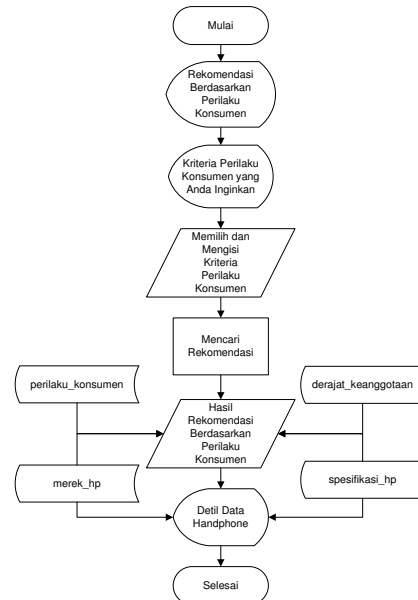 Mulai
Rekomendasi
Berdasarkan
Perilaku
Konsumen
Kriteria Perilaku
Konsumen yang
Anda Inginkan
Memilih dan
Mengisi
Kriteria
Perilaku
Konsumen
Mencari
Rekomendasi
perilaku_konsumen
derajat_keanggotaan
Hasil
Rekomendasi
Berdasarkan
Perilaku
Konsumen
merek_hp
spesifikasi_hp
Detil Data
Handphone
Selesai